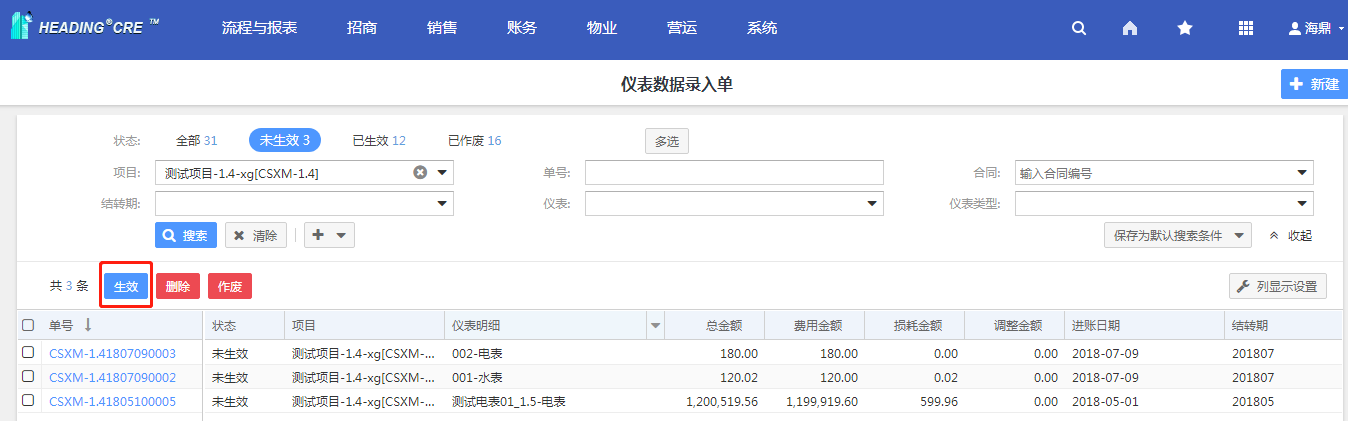 HEADING®CRE ™ 流程与报表 招商 销售 账务 物业 营运 系统 海鼎
仪表数据录入单 新建
状态: 全部 31 未生效 3 已生效 12 已作废 16 多选
项目: 测试项目-1.4-xg[CSXM-1.4] 单号: 合同: 输入合同编号
结转期: 仪表: 仪表类型:
搜索 清除 保存为默认搜索条件 收起
共 3 条 生效 删除 作废 列显示设置
单号 状态 项目 仪表明细 总金额 费用金额 损耗金额 调整金额 进账日期 结转期
CSXM-1.41807090003 未生效 测试项目-1.4-xg[CSXM-... 002-电表 180.00 180.00 0.00 0.00 2018-07-09 201807
CSXM-1.41807090002 未生效 测试项目-1.4-xg[CSXM-... 001-水表 120.02 120.00 0.02 0.00 2018-07-09 201807
CSXM-1.41805100005 未生效 测试项目-1.4-xg[CSXM-... 测试电表01_1.5-电表 1,200,519.56 1,199,919.60 599.96 0.00 2018-05-01 201805